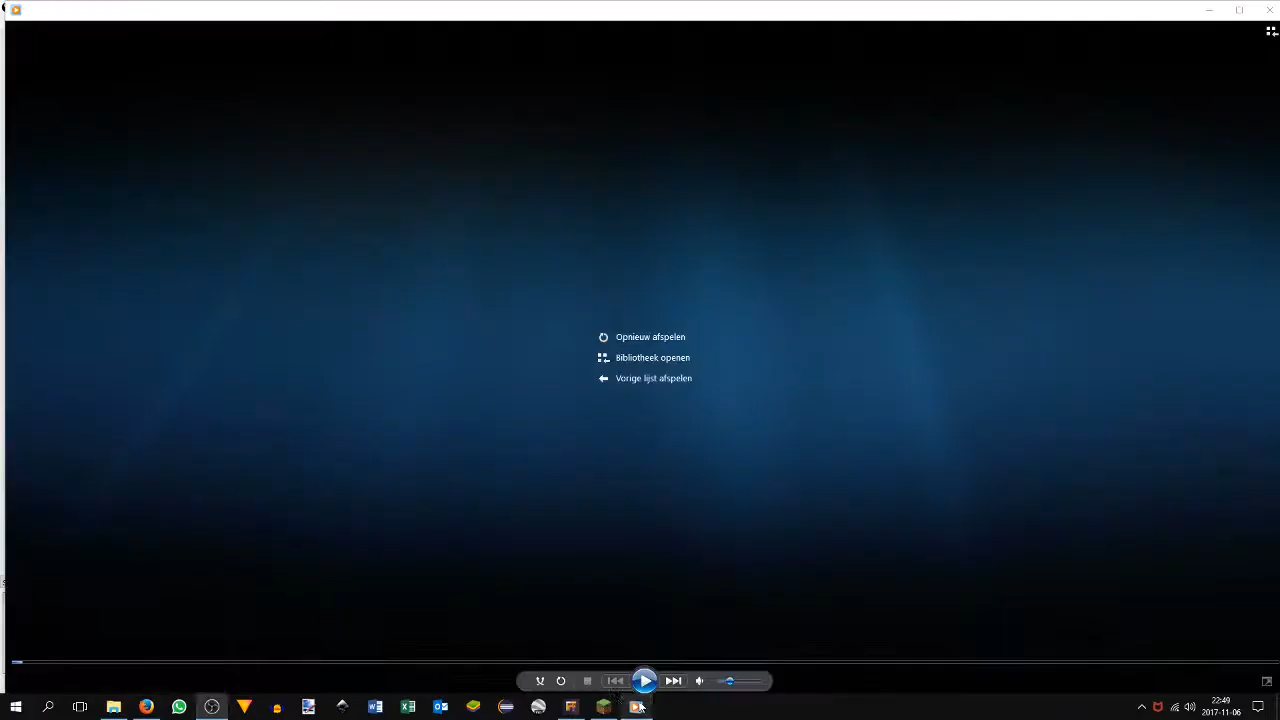 Opnieuw afspelen
Bibliotheek openen
Vorige lijst afspelen
22:49
2017-11-06